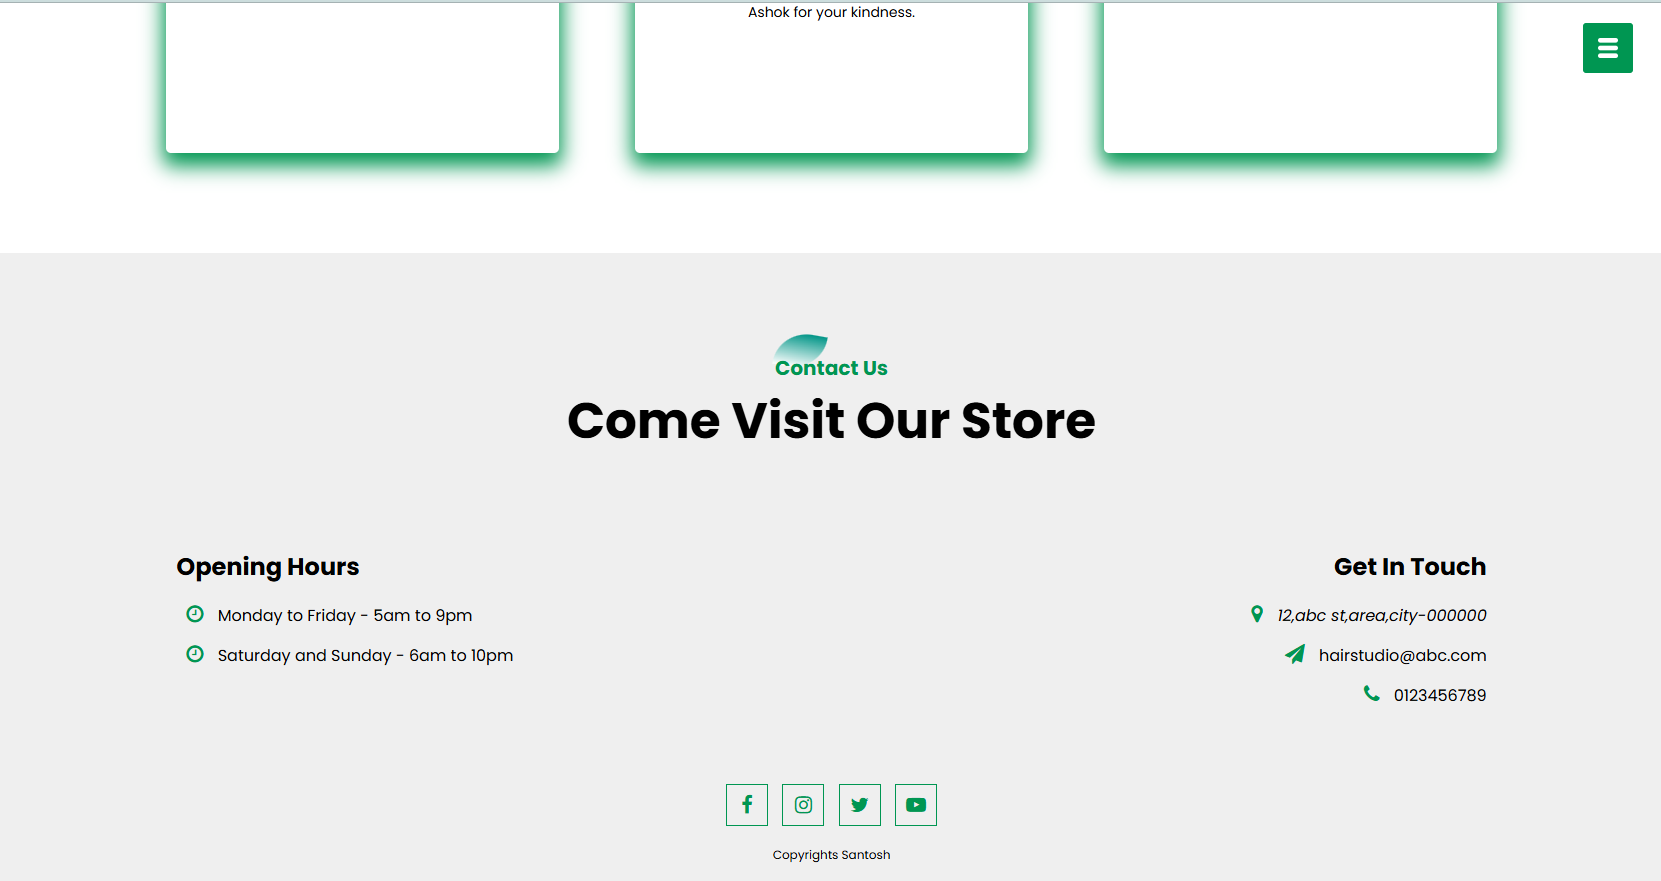 Ashok for your kindness.
Contact Us
Come Visit Our Store
Opening Hours
Monday to Friday - 5am to 9pm
Saturday and Sunday - 6am to 10pm
Get In Touch
12,abc st,area,city-000000
hairstudio@abc.com
0123456789
Copyrights Santosh